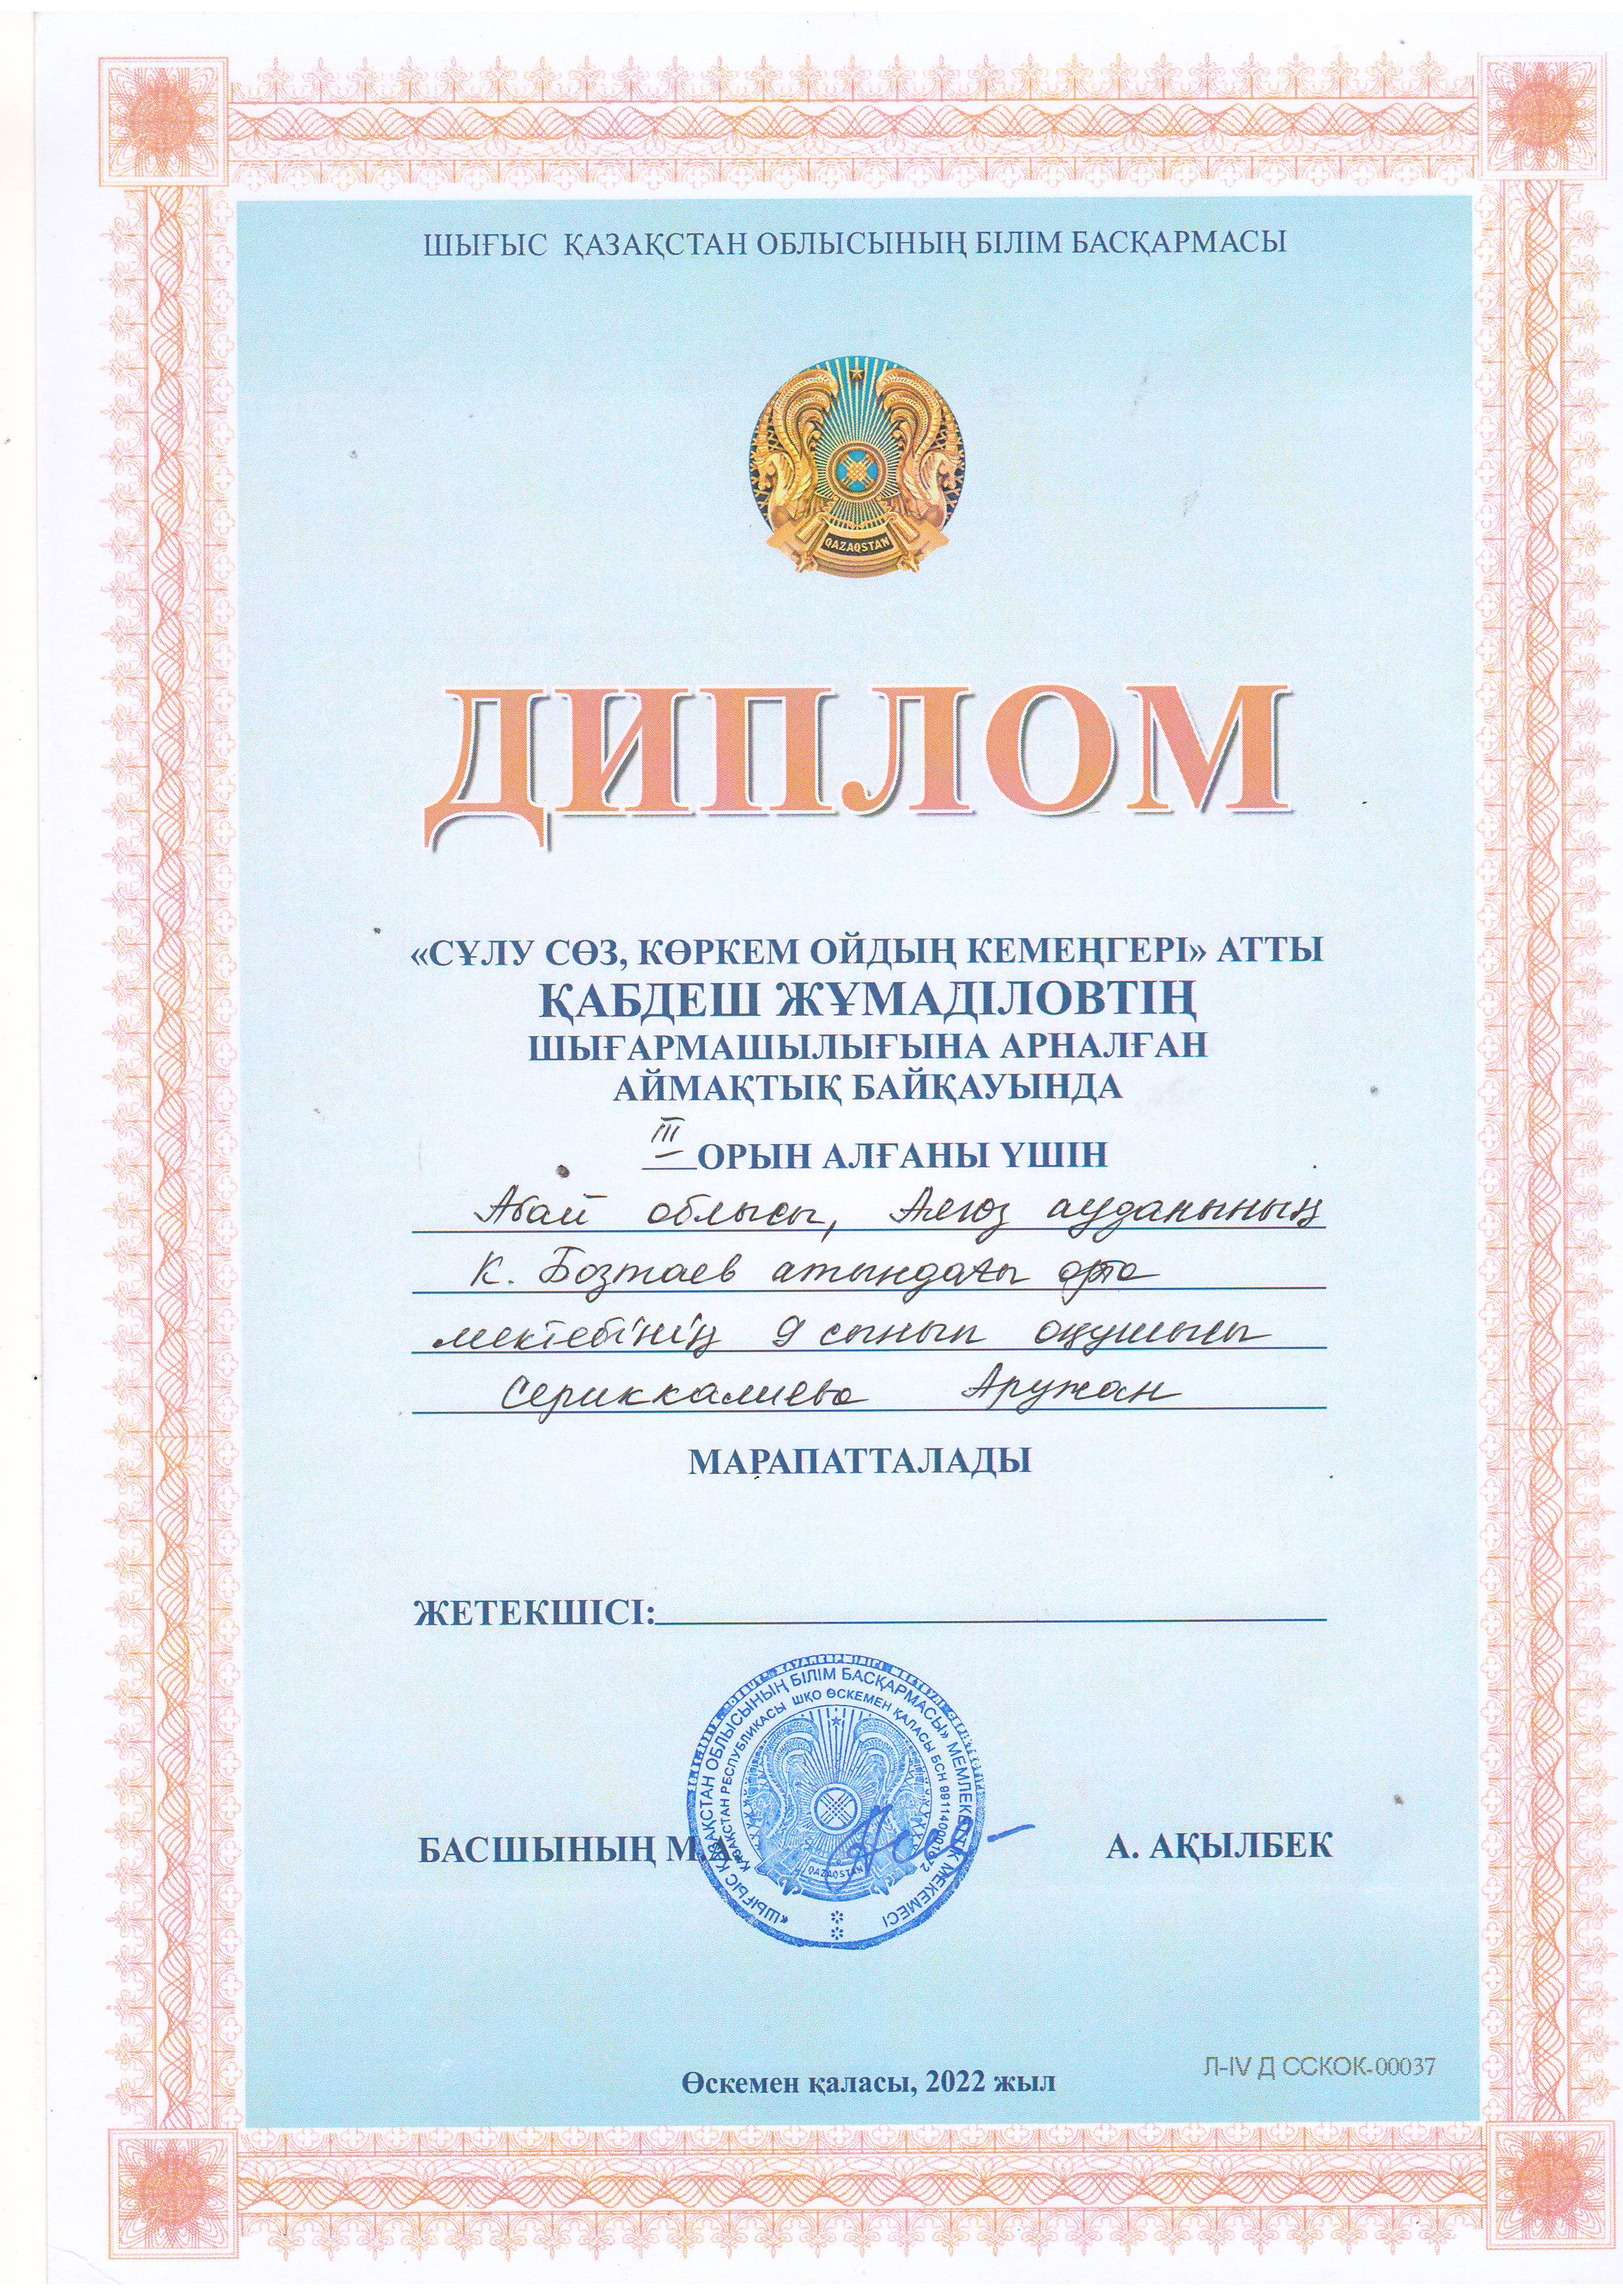 ШЫҒЫС ҚАЗАҚСТАН ОБЛЫСЫНЫҢ БІЛІМ БАСҚАРМАСЫ
QAZAQSTAN
ДИПЛОМ
«СҰЛУ СӨЗ, КӨРКЕМ ОЙДЫҢ КЕМЕҢГЕРІ» АТТЫ
ҚАБДЕШ ЖҰМАДІЛОВТІҢ
ШЫҒАРМАШЫЛЫҒЫНА АРНАЛҒАН
АЙМАҚТЫҚ БАЙҚАУЫНДА
III ОРЫН АЛҒАНЫ ҮШІН
Абай облысы, Аягөз ауданының
К. Бозтаев атындағы орта
мектебінің 9 сынып оқушысы
Сериккалиева Аружан
МАРАПАТТАЛАДЫ
ЖЕТЕКШІСІ:
«ШЫҒЫС ҚАЗАҚСТАН ОБЛЫСЫНЫҢ БІЛІМ БАСҚАРМАСЫ» МЕМЛЕКЕТТІК МЕКЕМЕСІ
ҚАЗАҚСТАН РЕСПУБЛИКАСЫ ШҚО ӨСКЕМЕН ҚАЛАСЫ БСН
QAZAQSTAN
БАСШЫНЫҢ М.А. А. АҚЫЛБЕК
Л-IV Д ССКОК-00037
Өскемен қаласы, 2022 жыл